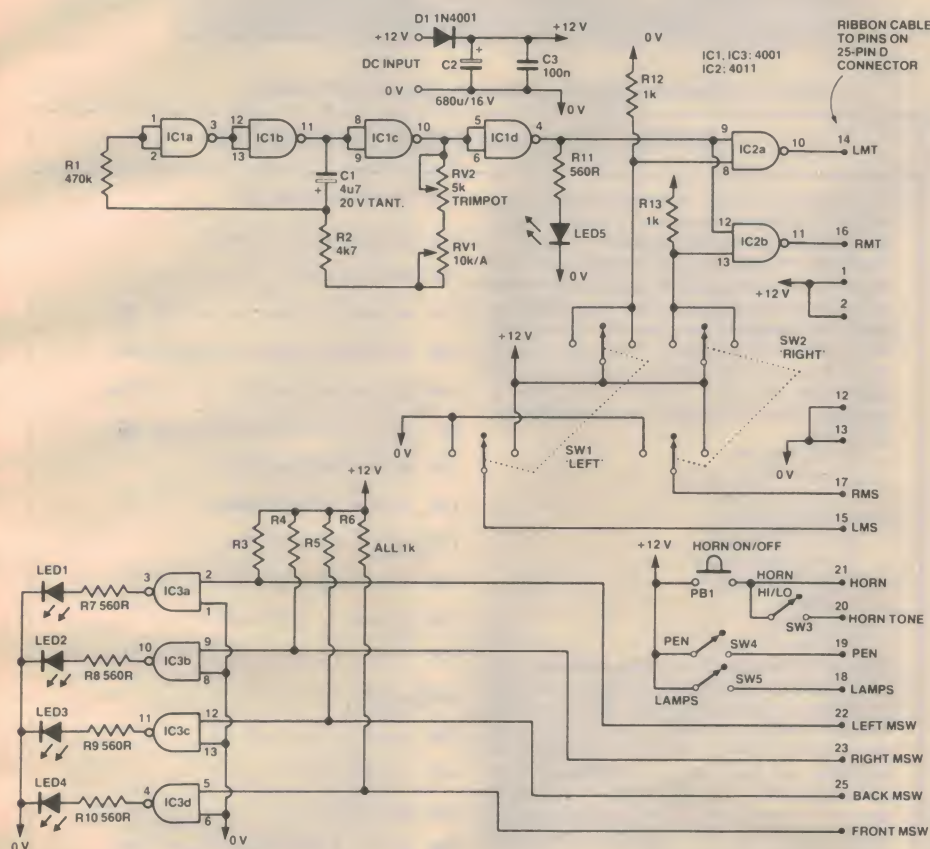 D1 1N4001
+12 V
+12 V
DC INPUT
C2
+
C3
100n
0 V
680u/16 V
0 V
0 V
R12
1k
IC1, IC3: 4001
IC2: 4011
RIBBON CABLE
TO PINS ON
25-PIN D
CONNECTOR
1
2
IC1a
3
12
13
IC1b
11
8
9
IC1c
10
5
6
IC1d
4
9
8
IC2a
10
14
LMT
R1
470k
C1
4u7
20 V TANT.
+
RV2
5k
TRIMPOT
R11
560R
R13
1k
12
13
IC2b
11
16
RMT
R2
4k7
RV1
10k/A
LED5
0 V
+12 V
1
2
+12 V
SW2
'RIGHT'
0 V
SW1
'LEFT'
12
13
0 V
17
RMS
15
LMS
+12 V
R3
R4
R5
R6
ALL 1k
+12 V
HORN ON/OFF
PB1
HORN
HI/LO
21
HORN
SW3
20
HORN TONE
PEN
SW4
19
PEN
LAMPS
SW5
18
LAMPS
LED1
R7 560R
3
IC3a
2
1
22
LEFT MSW
LED2
R8 560R
10
IC3b
9
8
23
RIGHT MSW
LED3
R9 560R
11
IC3c
12
13
25
BACK MSW
LED4
R10 560R
4
IC3d
5
6
FRONT MSW
0 V
0 V